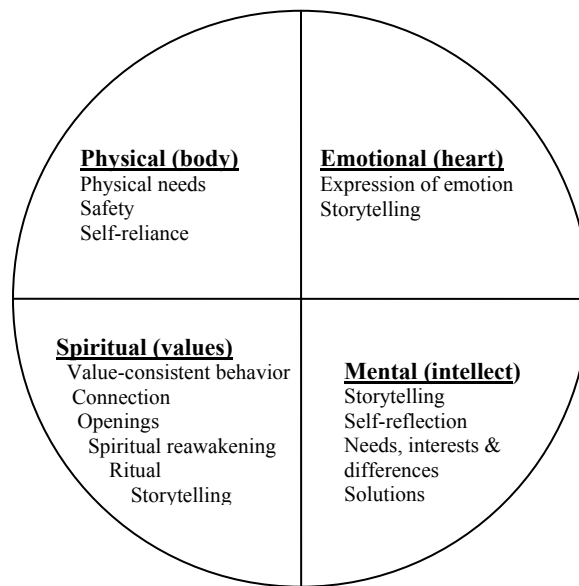 Physical (body)
Physical needs
Safety
Self-reliance
Emotional (heart)
Expression of emotion
Storytelling
Spiritual (values)
Value-consistent behavior
Connection
Openings
Spiritual reawakening
Ritual
Storytelling
Mental (intellect)
Storytelling
Self-reflection
Needs, interests &
differences
Solutions